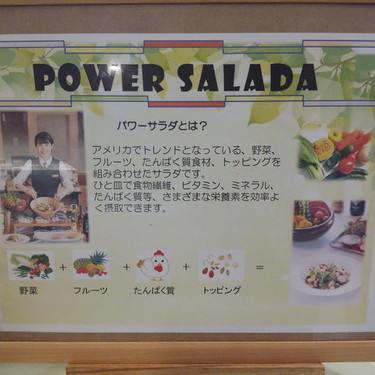 POWER SALADA
パワーサラダとは？
アメリカでトレンドとなっている、野菜、
フルーツ、たんぱく質食材、トッピングを
組み合わせたサラダです。
ひと皿で食物繊維、ビタミン、ミネラル、
たんぱく質等、さまざまな栄養素を効率よ
く摂取できます。
+ + + =
野菜 フルーツ たんぱく質 トッピング